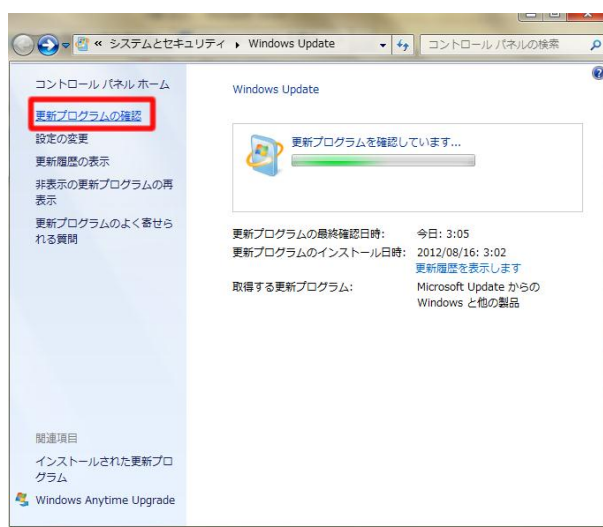 « システムとセキュリティ ▸ Windows Update
コントロール パネルの検索
コントロール パネル ホーム
更新プログラムの確認
設定の変更
更新履歴の表示
非表示の更新プログラムの再
表示
更新プログラムのよく寄せら
れる質問
関連項目
インストールされた更新プロ
グラム
Windows Anytime Upgrade
Windows Update
更新プログラムを確認しています...
更新プログラムの最終確認日時: 今日: 3:05
更新プログラムのインストール日時: 2012/08/16: 3:02
更新履歴を表示します
取得する更新プログラム: Microsoft Update からの
Windows と他の製品